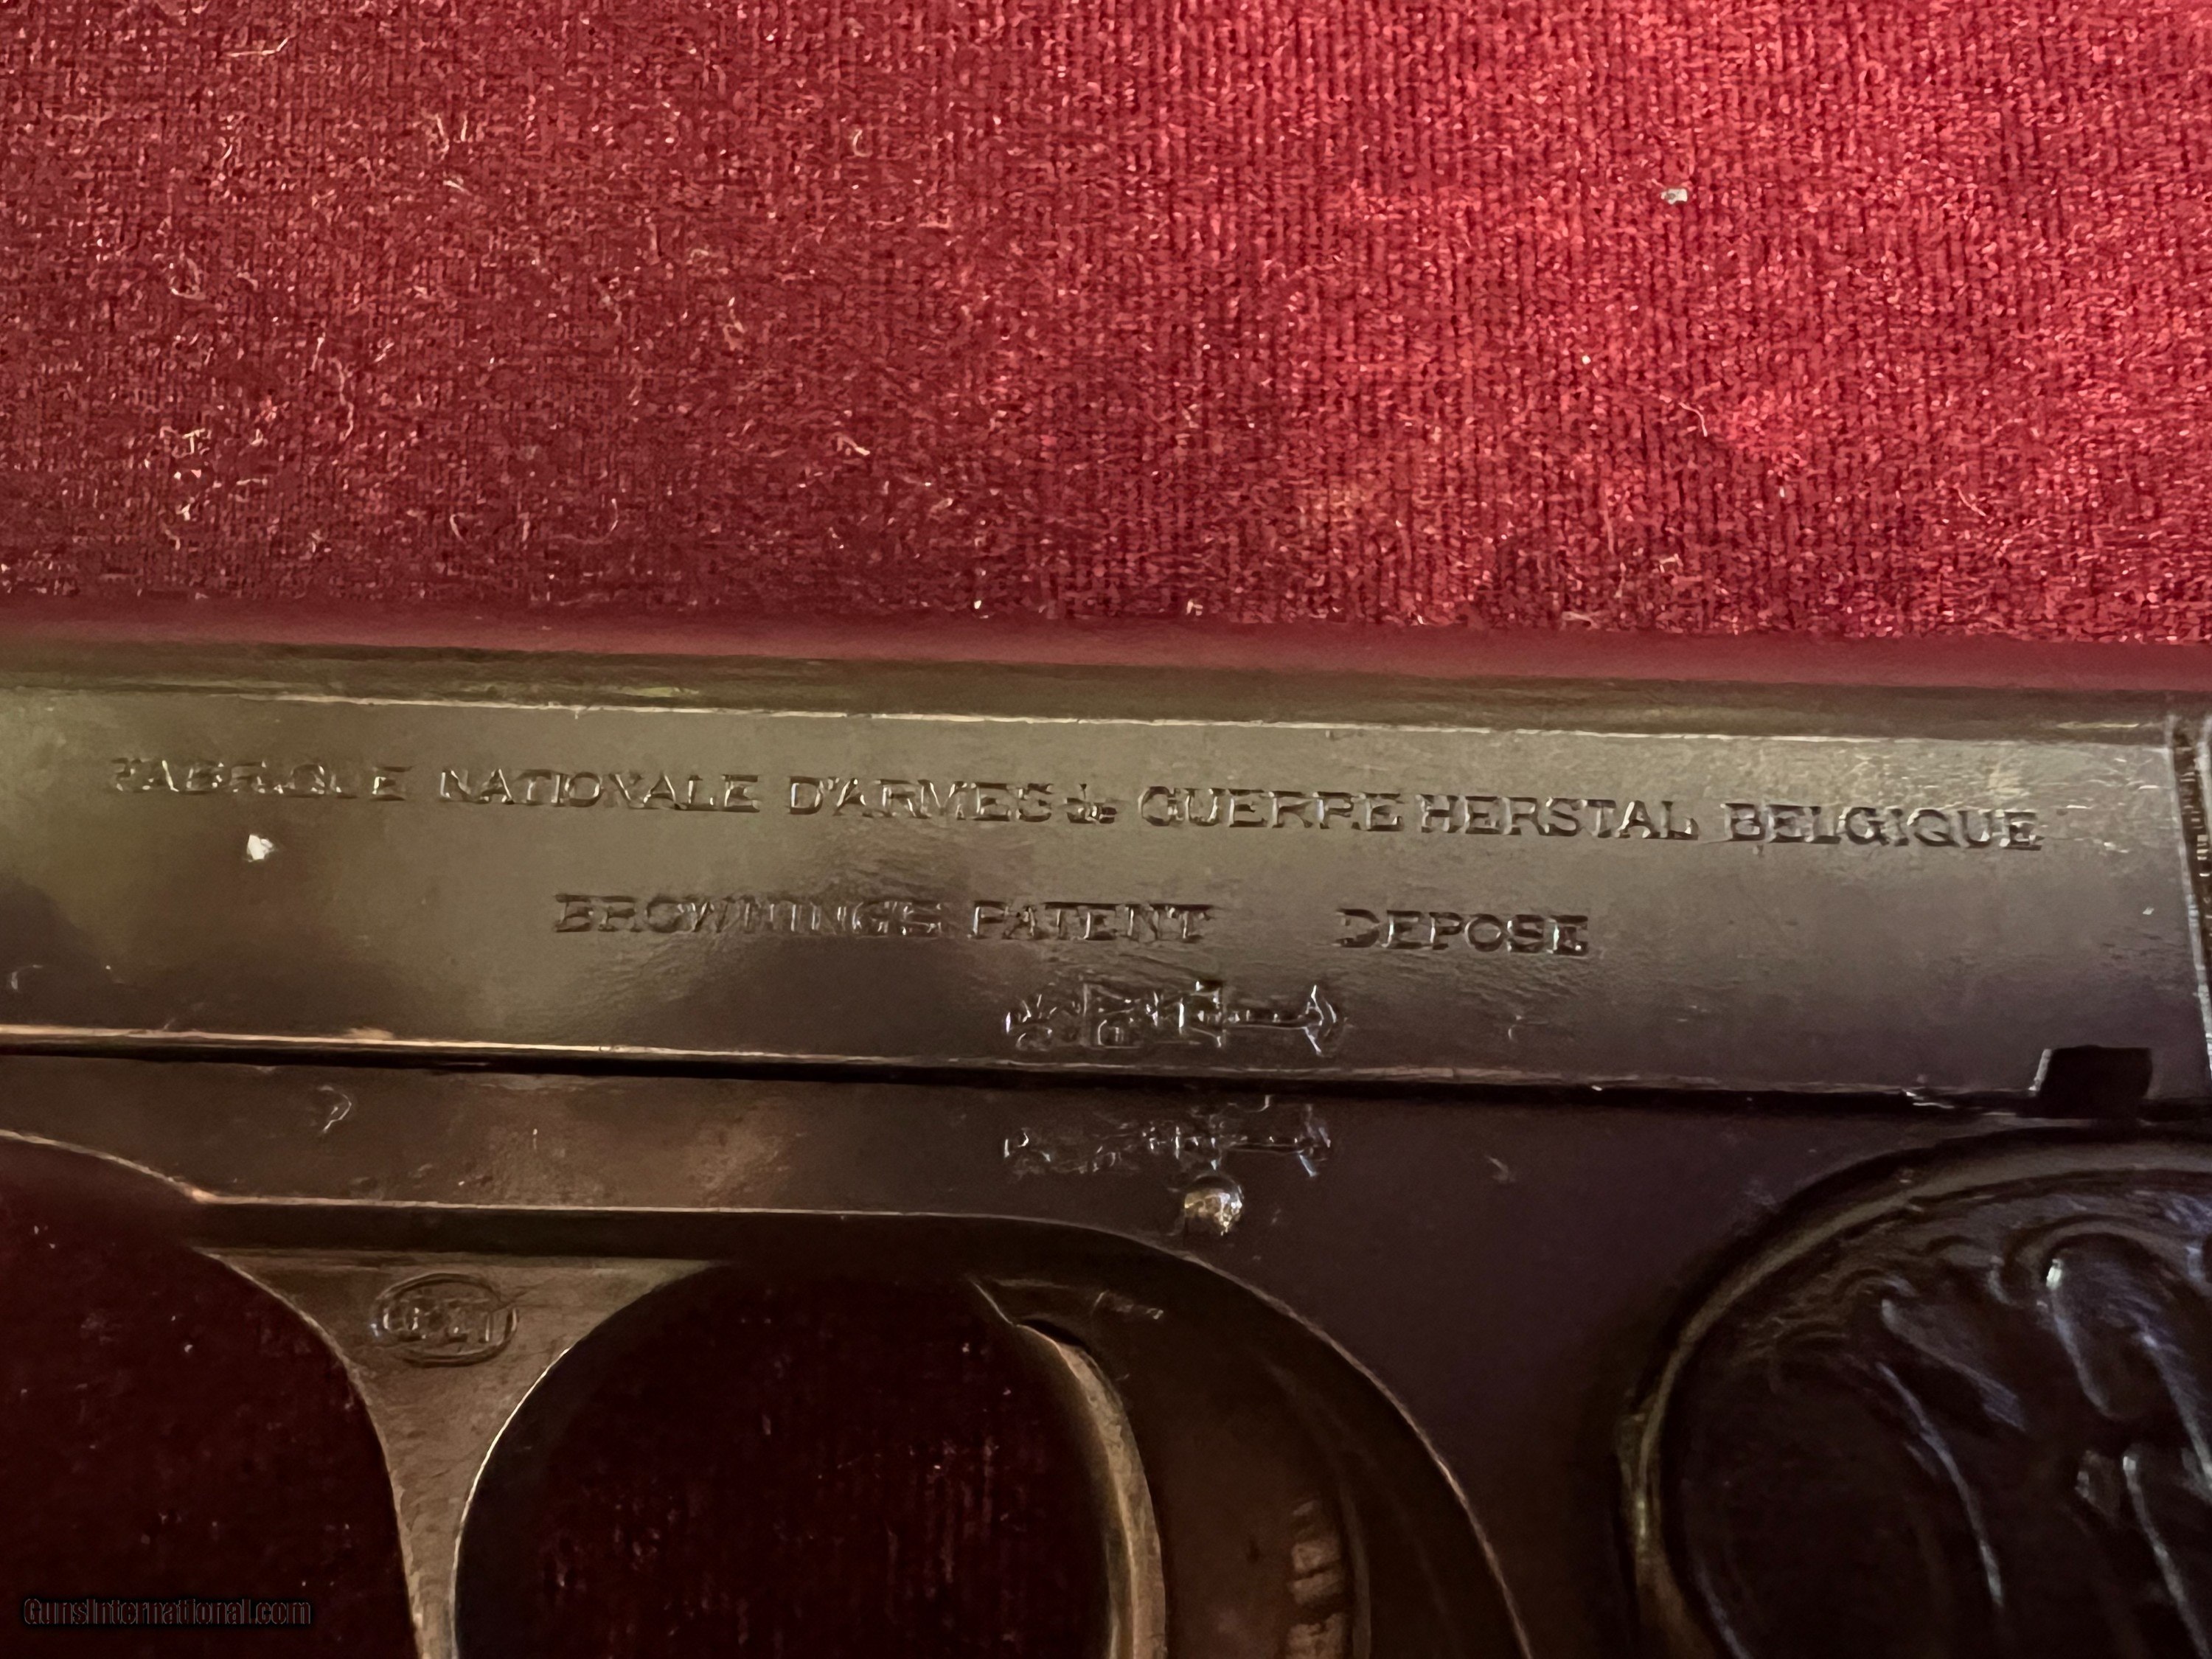 FABRIQUE NATIONALE D'ARMES de GUERRE HERSTAL BELGIQUE
BROWNING'S PATENT DEPOSE
GunsInternational.com